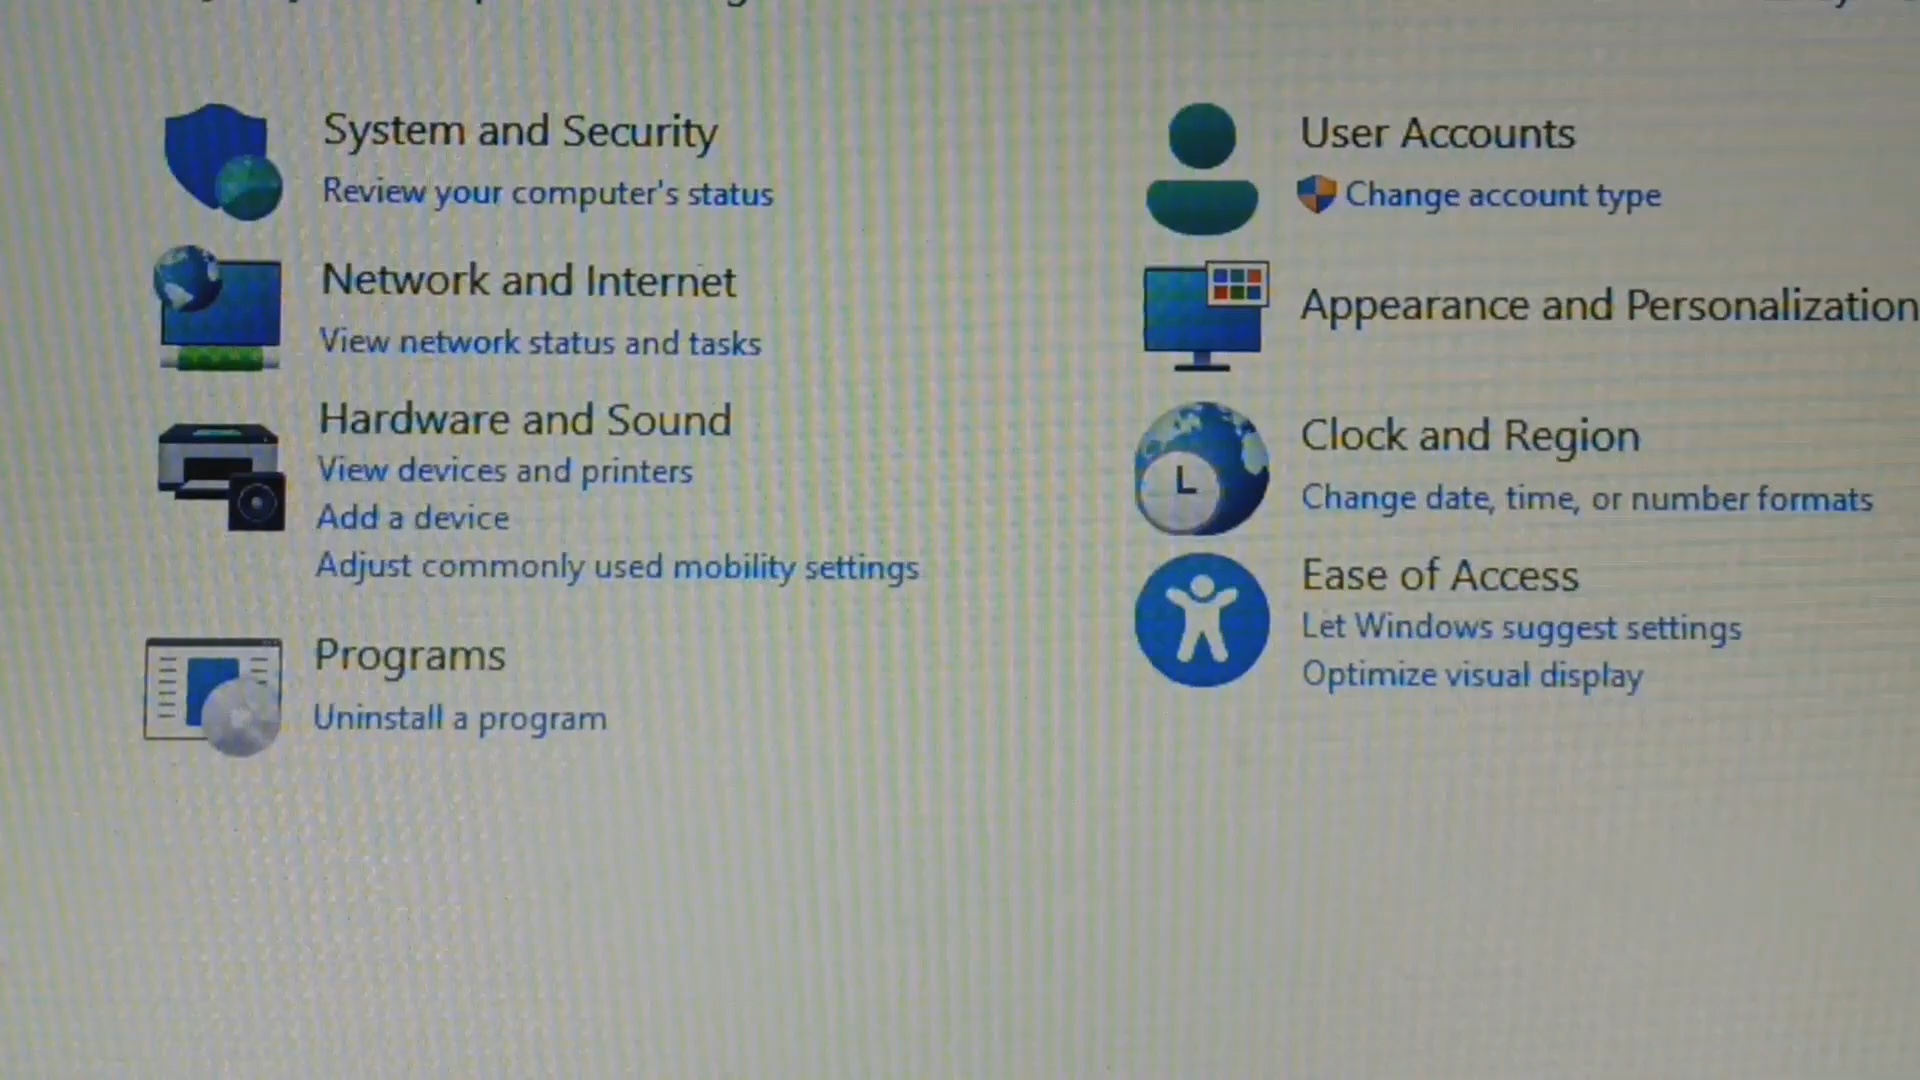 System and Security
Review your computer's status
Network and Internet
View network status and tasks
Hardware and Sound
View devices and printers
Add a device
Adjust commonly used mobility settings
Programs
Uninstall a program
User Accounts
Change account type
Appearance and Personalization
Clock and Region
Change date, time, or number formats
Ease of Access
Let Windows suggest settings
Optimize visual display